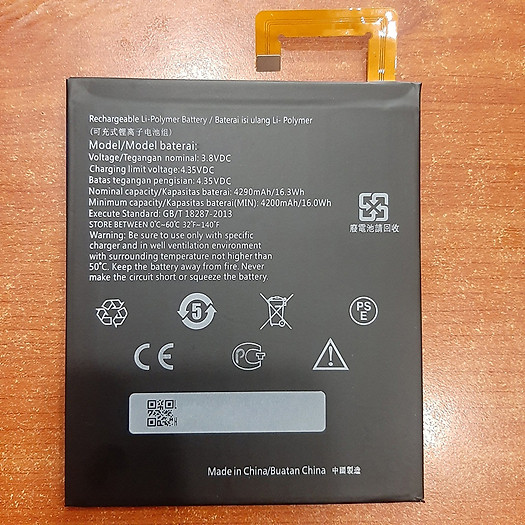 Rechargeable Li-Polymer Battery / Baterai isi ulang Li- Polymer
(可充式锂离子电池组)
Model/Model baterai:
Voltage/Tegangan nominal: 3.8VDC
Charging limit voltage:4.35VDC
Batas tegangan pengisian: 4.35VDC
Nominal capacity/Kapasitas baterai: 4290mAh/16.3Wh
Minimum capacity/Kapasitas baterai(MIN): 4200mAh/16.0Wh
Execute Standard: GB/T 18287-2013
STORE BETWEEN 0℃~60℃ 32℉~140℉
Warning: Be sure to use only with specific
charger and in well ventilation environment
with surrounding temperature not higher than
50℃. Keep the battery away from fire. Never
make the circuit short or squeeze the battery.
廢電池請回收
5
PS
E
CE
PC
Made in China/Buatan China 中國製造